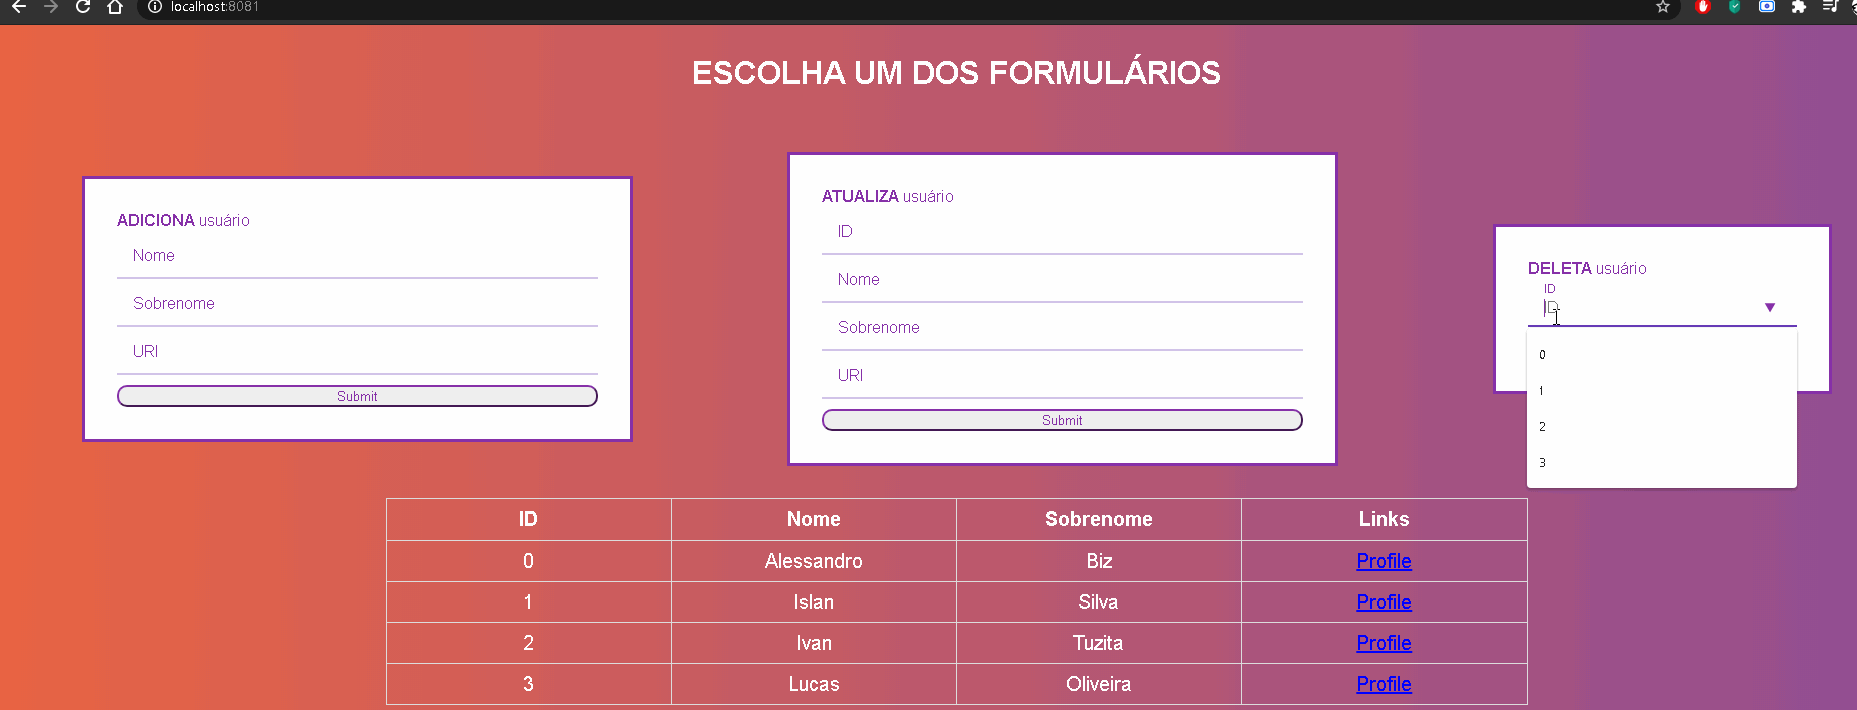 localhost:8081
ESCOLHA UM DOS FORMULÁRIOS
ADICIONA usuário
Nome
Sobrenome
URI
Submit
ATUALIZA usuário
ID
Nome
Sobrenome
URI
Submit
DELETA usuário
ID
ID
0
1
2
3
ID Nome Sobrenome Links
0 Alessandro Biz Profile
1 Islan Silva Profile
2 Ivan Tuzita Profile
3 Lucas Oliveira Profile